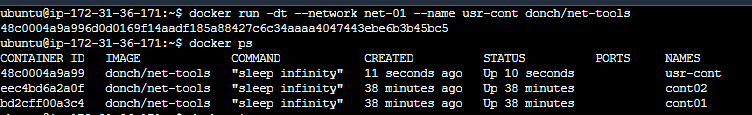 ubuntu@ip-172-31-36-171:~$ docker run -dt --network net-01 --name usr-cont donch/net-tools
48c0004a9a996d0d0169f14aadf185a88427c6c34aaaa4047443ebe6b3b45bc5
ubuntu@ip-172-31-36-171:~$ docker ps
CONTAINER ID   IMAGE             COMMAND            CREATED          STATUS          PORTS     NAMES
48c0004a9a99   donch/net-tools   "sleep infinity"   11 seconds ago   Up 10 seconds             usr-cont
eec4bd6a2a0f   donch/net-tools   "sleep infinity"   38 minutes ago   Up 38 minutes             cont02
bd2cff00a3c4   donch/net-tools   "sleep infinity"   38 minutes ago   Up 38 minutes             cont01